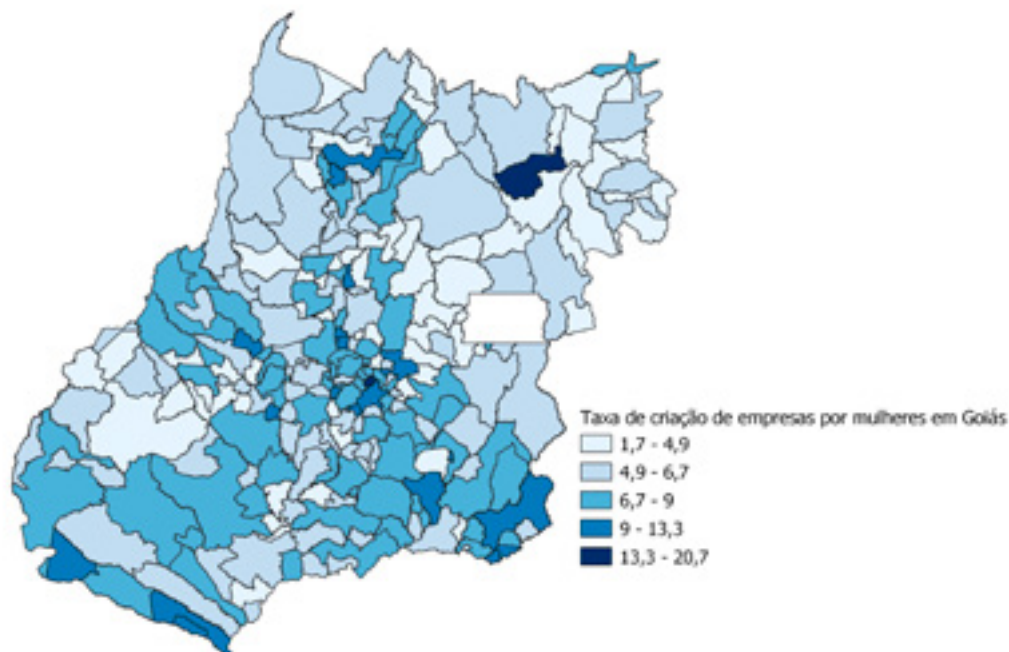 Taxa de criação de empresas por mulheres em Goiás
1,7 - 4,9
4,9 - 6,7
6,7 - 9
9 - 13,3
13,3 - 20,7